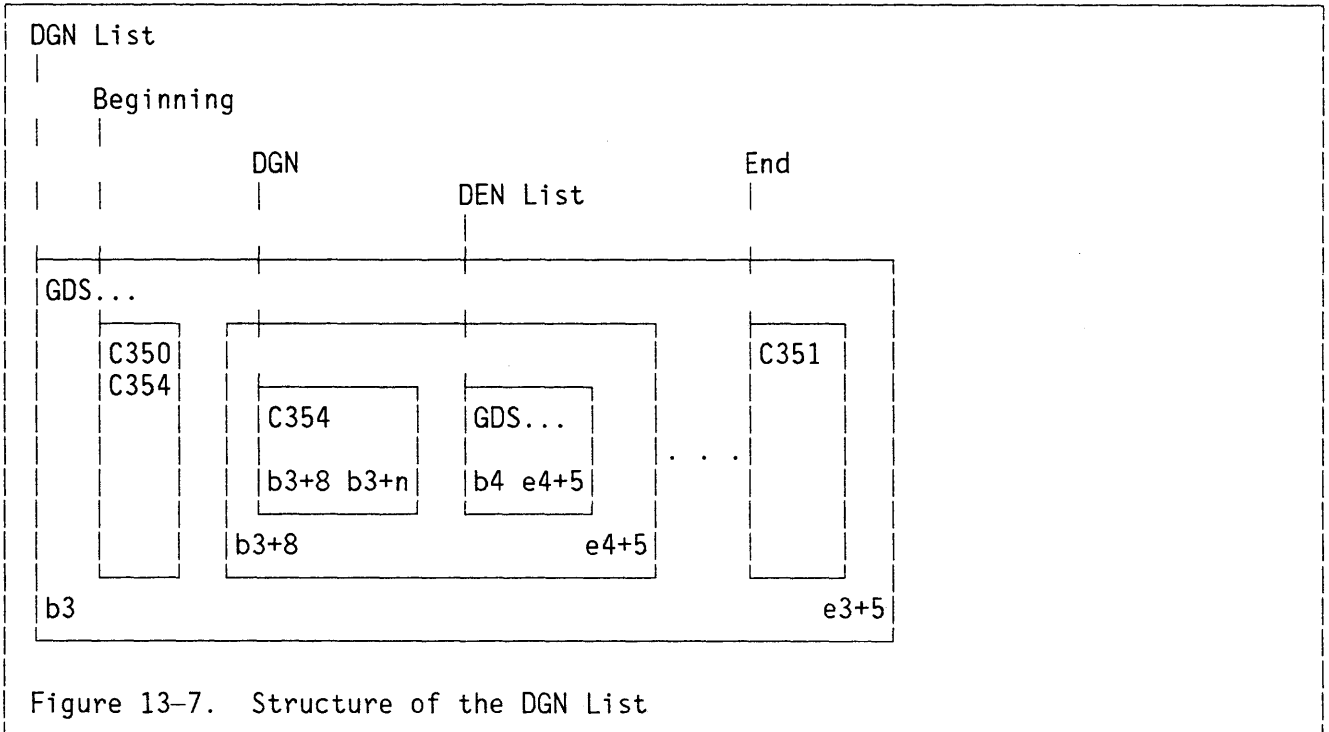 DGN List
Beginning
DGN End
DEN List
GDS...
C350 C351
C354
C354 GDS...
. . .
b3+8 b3+n b4 e4+5
b3+8 e4+5
b3 e3+5
Figure 13–7. Structure of the DGN List